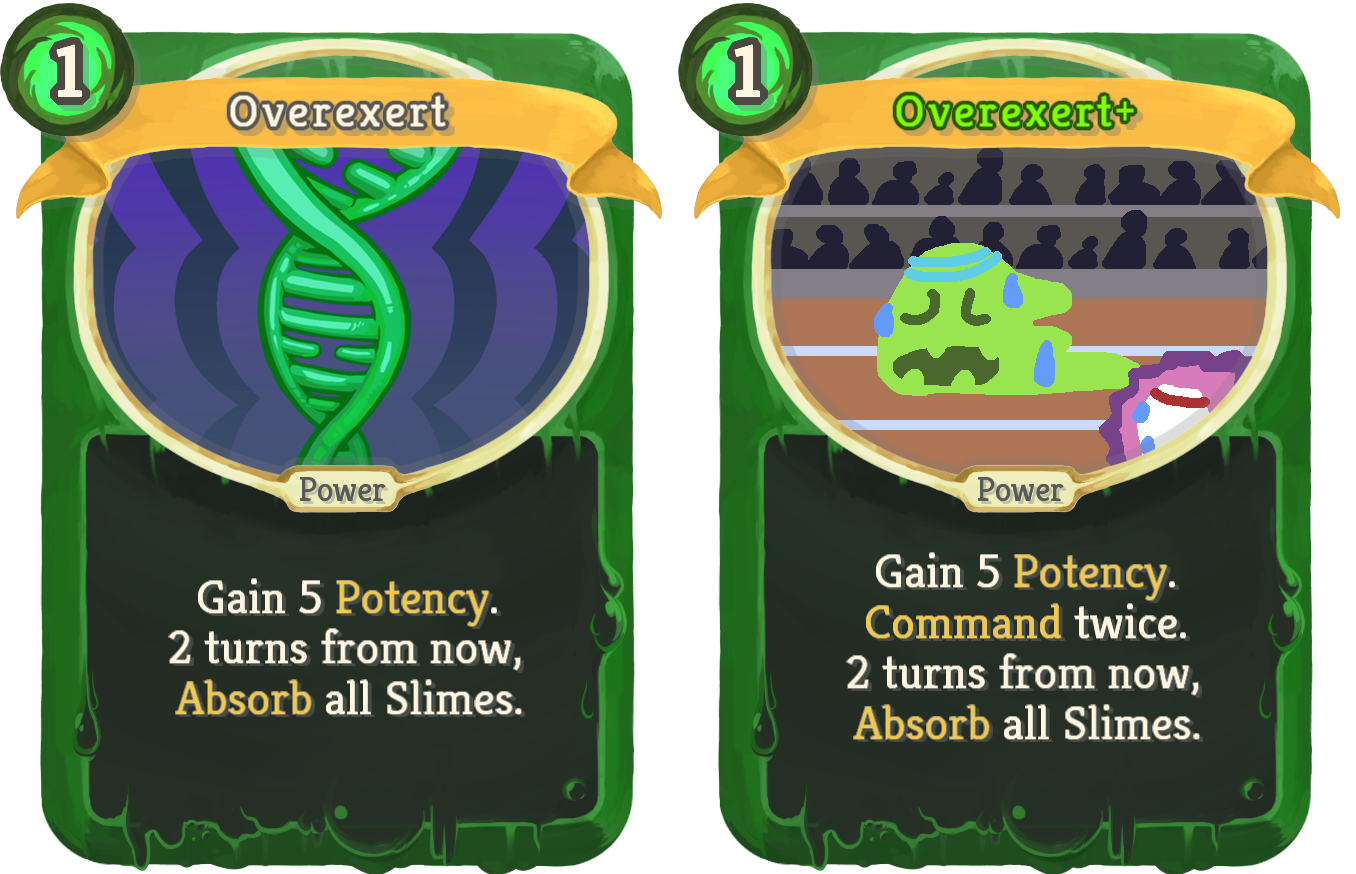 1
Overexert
Power
Gain 5 Potency.
2 turns from now,
Absorb all Slimes.
1
Overexert+
Power
Gain 5 Potency.
Command twice.
2 turns from now,
Absorb all Slimes.